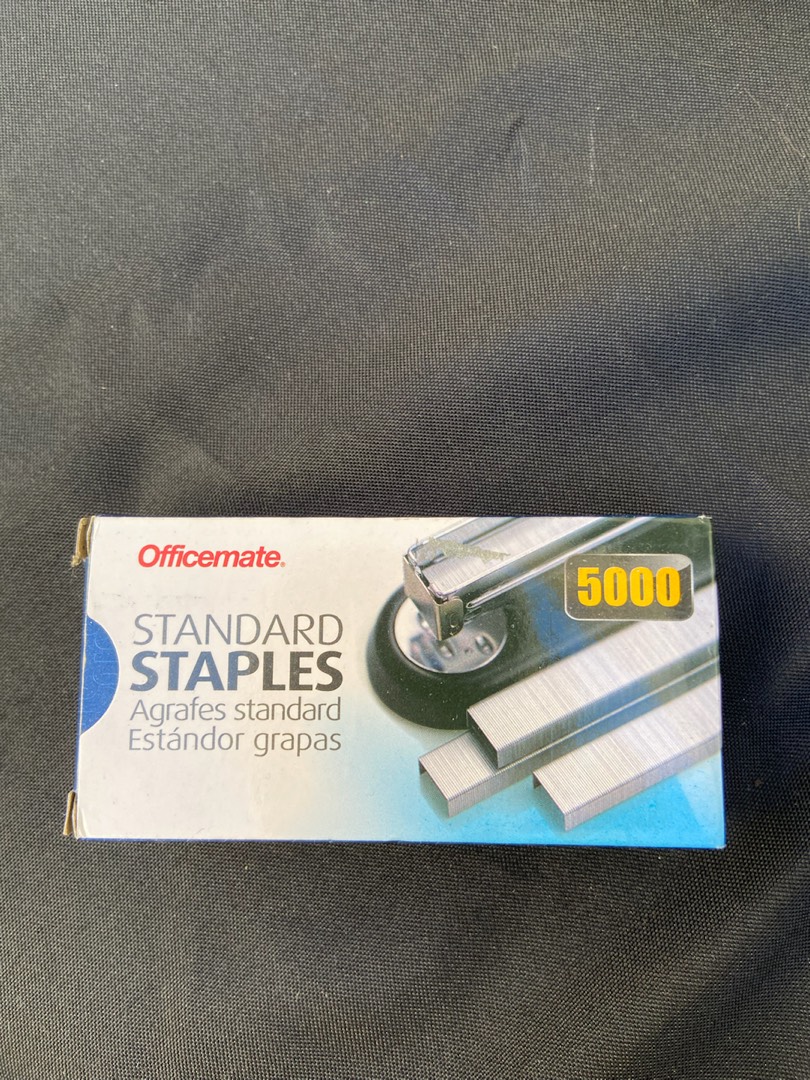 Officemate
5000
STANDARD
STAPLES
Agrafes standard
Estándor grapas